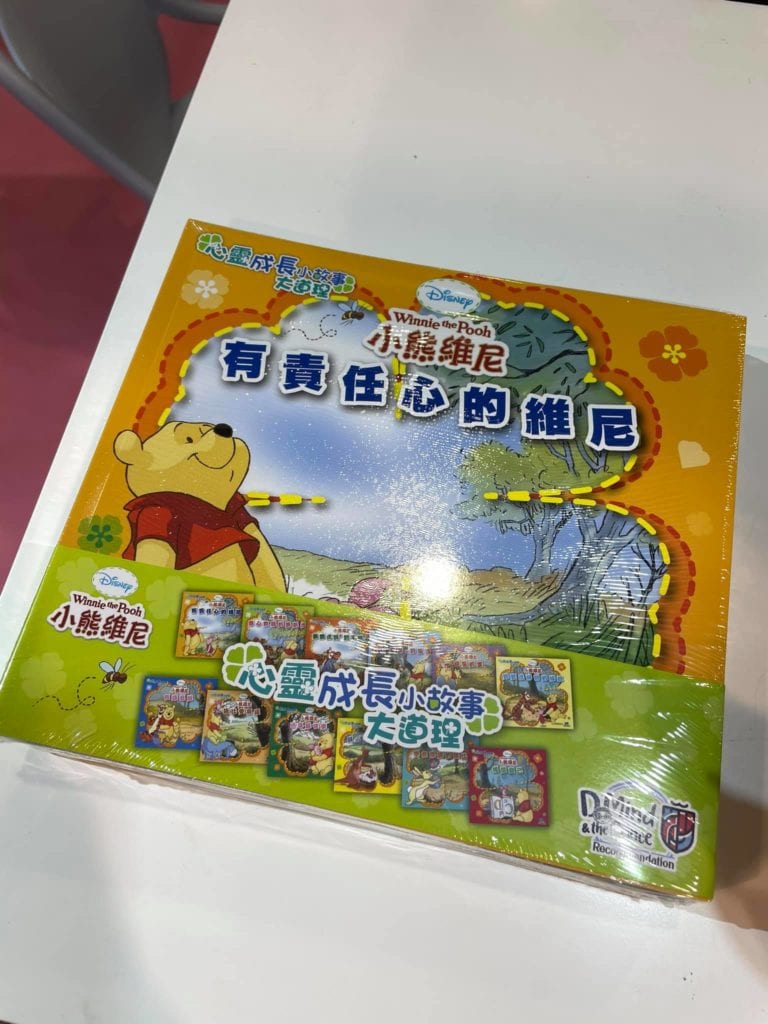 心靈成長小故事
大道理
Disney
Winnie the Pooh
小熊維尼
有責任心的維尼
Disney
Winnie the Pooh
小熊維尼
心靈成長小故事
大道理
& the
Recommendation